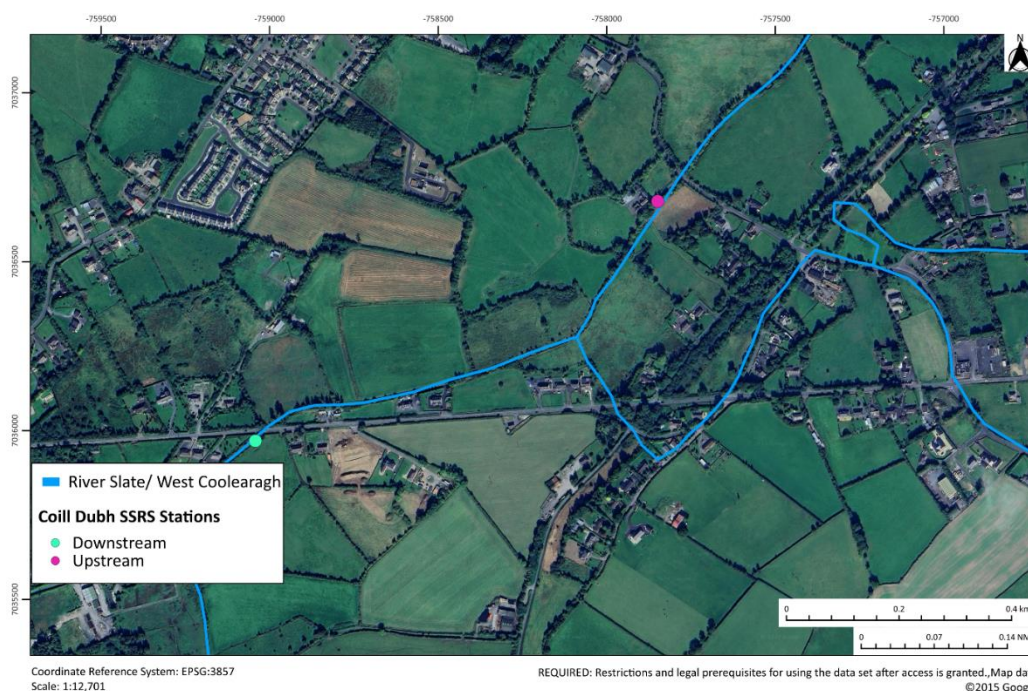 -759500 -759000 -758500 -758000 -757500 -757000
N
7037000
7036500
7036000
7035500
River Slate/ West Coolearagh
Coill Dubh SSRS Stations
Downstream
Upstream
0 0.2 0.4 km
0 0.07 0.14 NM
Coordinate Reference System: EPSG:3857
Scale: 1:12,701
REQUIRED: Restrictions and legal prerequisites for using the data set after access is granted.,Map da
©2015 Goog